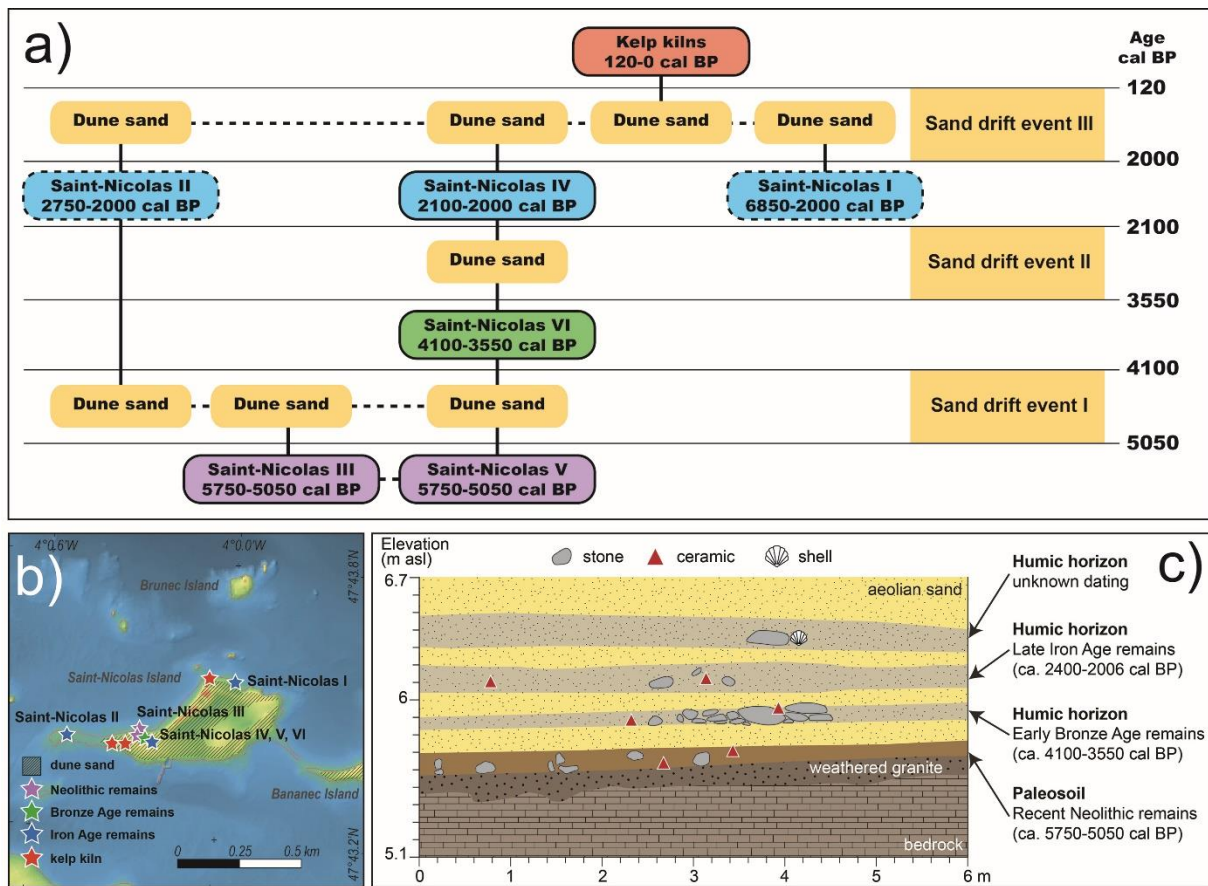 a)
Kelp kilns
120-0 cal BP
Age
cal BP
120
Dune sand
Dune sand
Dune sand
Dune sand
Sand drift event III
2000
Saint-Nicolas II
2750-2000 cal BP
Saint-Nicolas IV
2100-2000 cal BP
Saint-Nicolas I
6850-2000 cal BP
2100
Dune sand
Sand drift event II
3550
Saint-Nicolas VI
4100-3550 cal BP
4100
Dune sand
Dune sand
Dune sand
Sand drift event I
5050
Saint-Nicolas III
5750-5050 cal BP
Saint-Nicolas V
5750-5050 cal BP
b)
4°0.6'W
4°0.0'W
47°43.8'N
Brunec Island
Saint-Nicolas Island
Saint-Nicolas I
Saint-Nicolas III
Saint-Nicolas II
Saint-Nicolas IV, V, VI
dune sand
Neolithic remains
Bananec Island
Bronze Age remains
Iron Age remains
kelp kiln
0 0.25 0.5 km
47°43.2'N
c)
Elevation
(m asl)
stone
ceramic
shell
6.7
6
5.1
aeolian sand
weathered granite
bedrock
0 1 2 3 4 5 6 m
Humic horizon
unknown dating
Humic horizon
Late Iron Age remains
(ca. 2400-2006 cal BP)
Humic horizon
Early Bronze Age remains
(ca. 4100-3550 cal BP)
Paleosoil
Recent Neolithic remains
(ca. 5750-5050 cal BP)